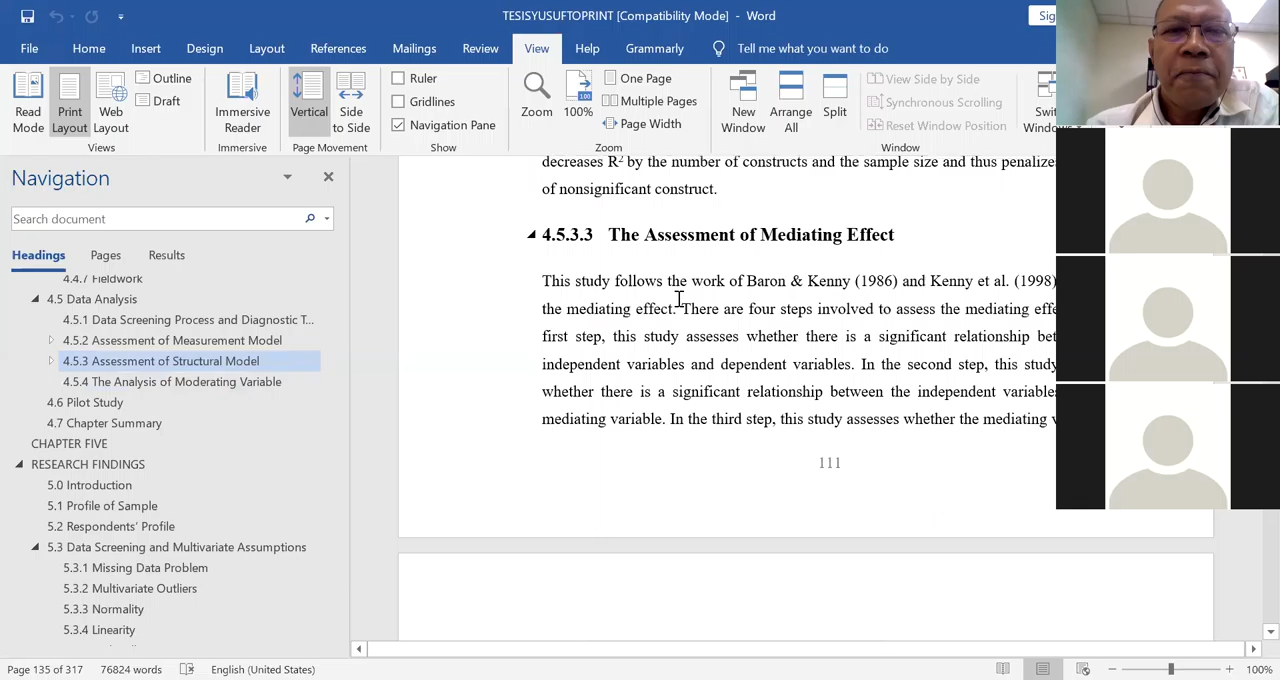 TESISYUSUFTOPRINT [Compatibility Mode] - Word
Sig
File Home Insert Design Layout References Mailings Review View Help Grammarly Tell me what you want to do
Read Mode
Print Layout
Web Layout
Outline
Draft
Views
Immersive Reader
Immersive
Vertical
Side to Side
Page Movement
Ruler
Gridlines
Navigation Pane
Show
Zoom
100%
One Page
Multiple Pages
Page Width
Zoom
New Window
Arrange All
Split
View Side by Side
Synchronous Scrolling
Reset Window Position
Window
Navigation
Search document
Headings Pages Results
4.4.7 Fieldwork
4.5 Data Analysis
4.5.1 Data Screening Process and Diagnostic T...
4.5.2 Assessment of Measurement Model
4.5.3 Assessment of Structural Model
4.5.4 The Analysis of Moderating Variable
4.6 Pilot Study
4.7 Chapter Summary
CHAPTER FIVE
RESEARCH FINDINGS
5.0 Introduction
5.1 Profile of Sample
5.2 Respondents' Profile
5.3 Data Screening and Multivariate Assumptions
5.3.1 Missing Data Problem
5.3.2 Multivariate Outliers
5.3.3 Normality
5.3.4 Linearity
decreases R² by the number of constructs and the sample size and thus penalizes
of nonsignificant construct.
4.5.3.3 The Assessment of Mediating Effect
This study follows the work of Baron & Kenny (1986) and Kenny et al. (1998)
the mediating effect. There are four steps involved to assess the mediating effe
first step, this study assesses whether there is a significant relationship bet
independent variables and dependent variables. In the second step, this study
whether there is a significant relationship between the independent variables
mediating variable. In the third step, this study assesses whether the mediating v
111
Page 135 of 317 76824 words English (United States) 100%